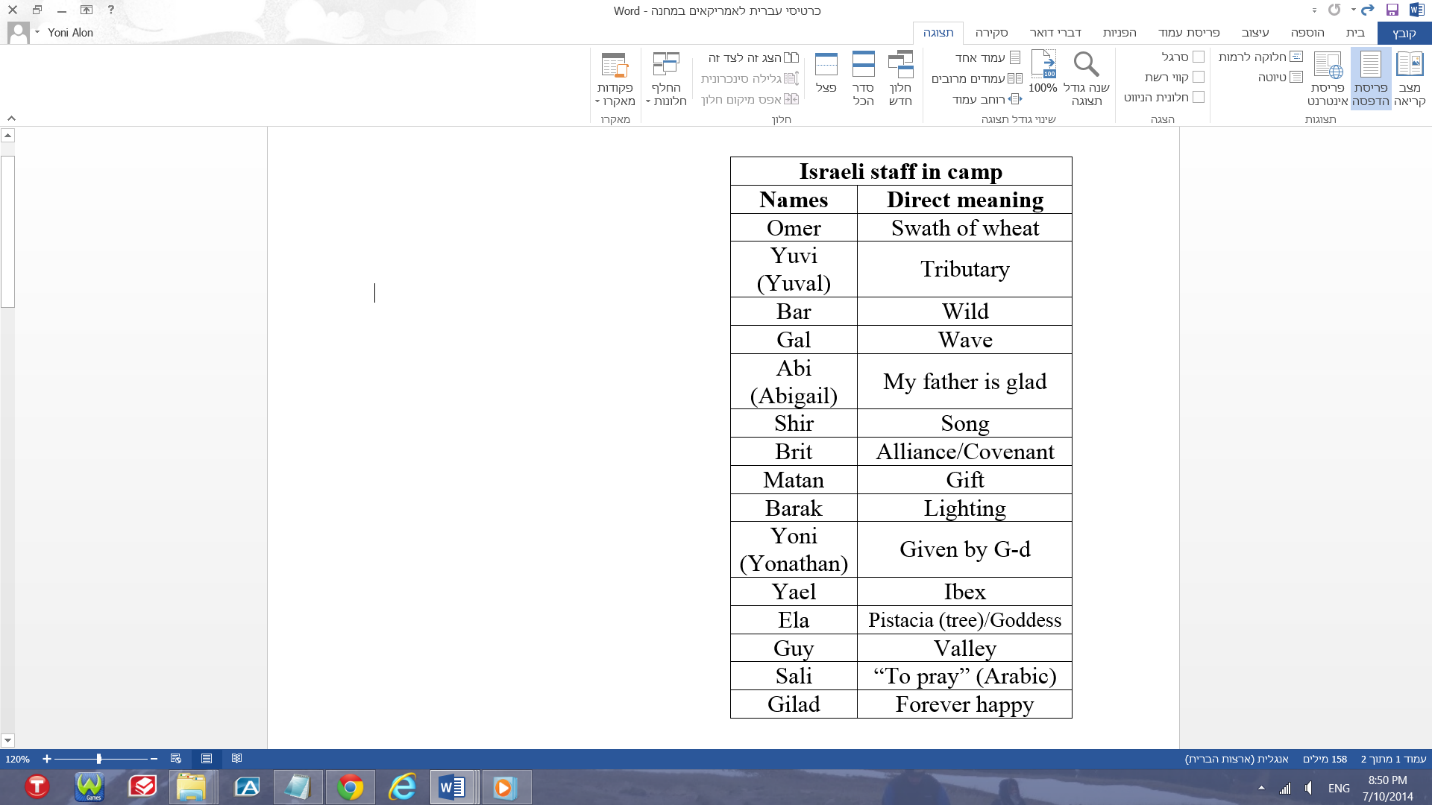 כרטיסי עברית לאמריקאים במחנה - Word
?
Yoni Alon
קובץ
בית
הוספה
עיצוב
פריסת עמוד
הפניות
דברי דואר
סקירה
תצוגה
מצב
קריאה
פריסת
הדפסה
פריסת
אינטרנט
חלוקה לרמות
טיוטה
תצוגות
סרגל
קווי רשת
חלונית הניווט
הצגה
שנה גודל
תצוגה
100
100%
עמוד אחד
עמודים מרובים
רוחב עמוד
שינוי גודל תצוגה
חלון
חדש
סדר
הכל
פצל
הצג זה לצד זה
גלילה סינכרונית
אפס מיקום חלון
החלף
חלונות
חלון
פקודות
מאקרו
מאקרו
Israeli staff in camp
Names Direct meaning
Omer Swath of wheat
Yuvi
(Yuval) Tributary
Bar Wild
Gal Wave
Abi
(Abigail) My father is glad
Shir Song
Brit Alliance/Covenant
Matan Gift
Barak Lighting
Yoni
(Yonathan) Given by G-d
Yael Ibex
Ela Pistacia (tree)/Goddess
Guy Valley
Sali “To pray” (Arabic)
Gilad Forever happy
עמוד 1 מתוך 2
158 מילים
אנגלית (ארצות הברית)
120%
Games
ENG
8:50 PM
7/10/2014